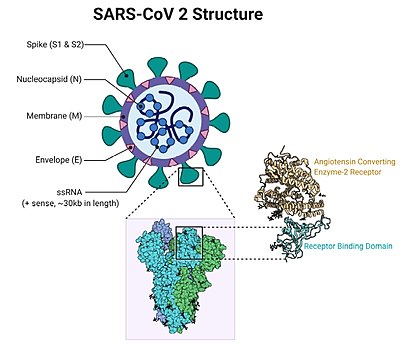 SARS-CoV 2 Structure
Spike (S1 & S2)
Nucleocapsid (N)
Membrane (M)
Envelope (E)
ssRNA
(+ sense, ~30kb in length)
Angiotensin Converting
Enzyme-2 Receptor
Receptor Binding Domain